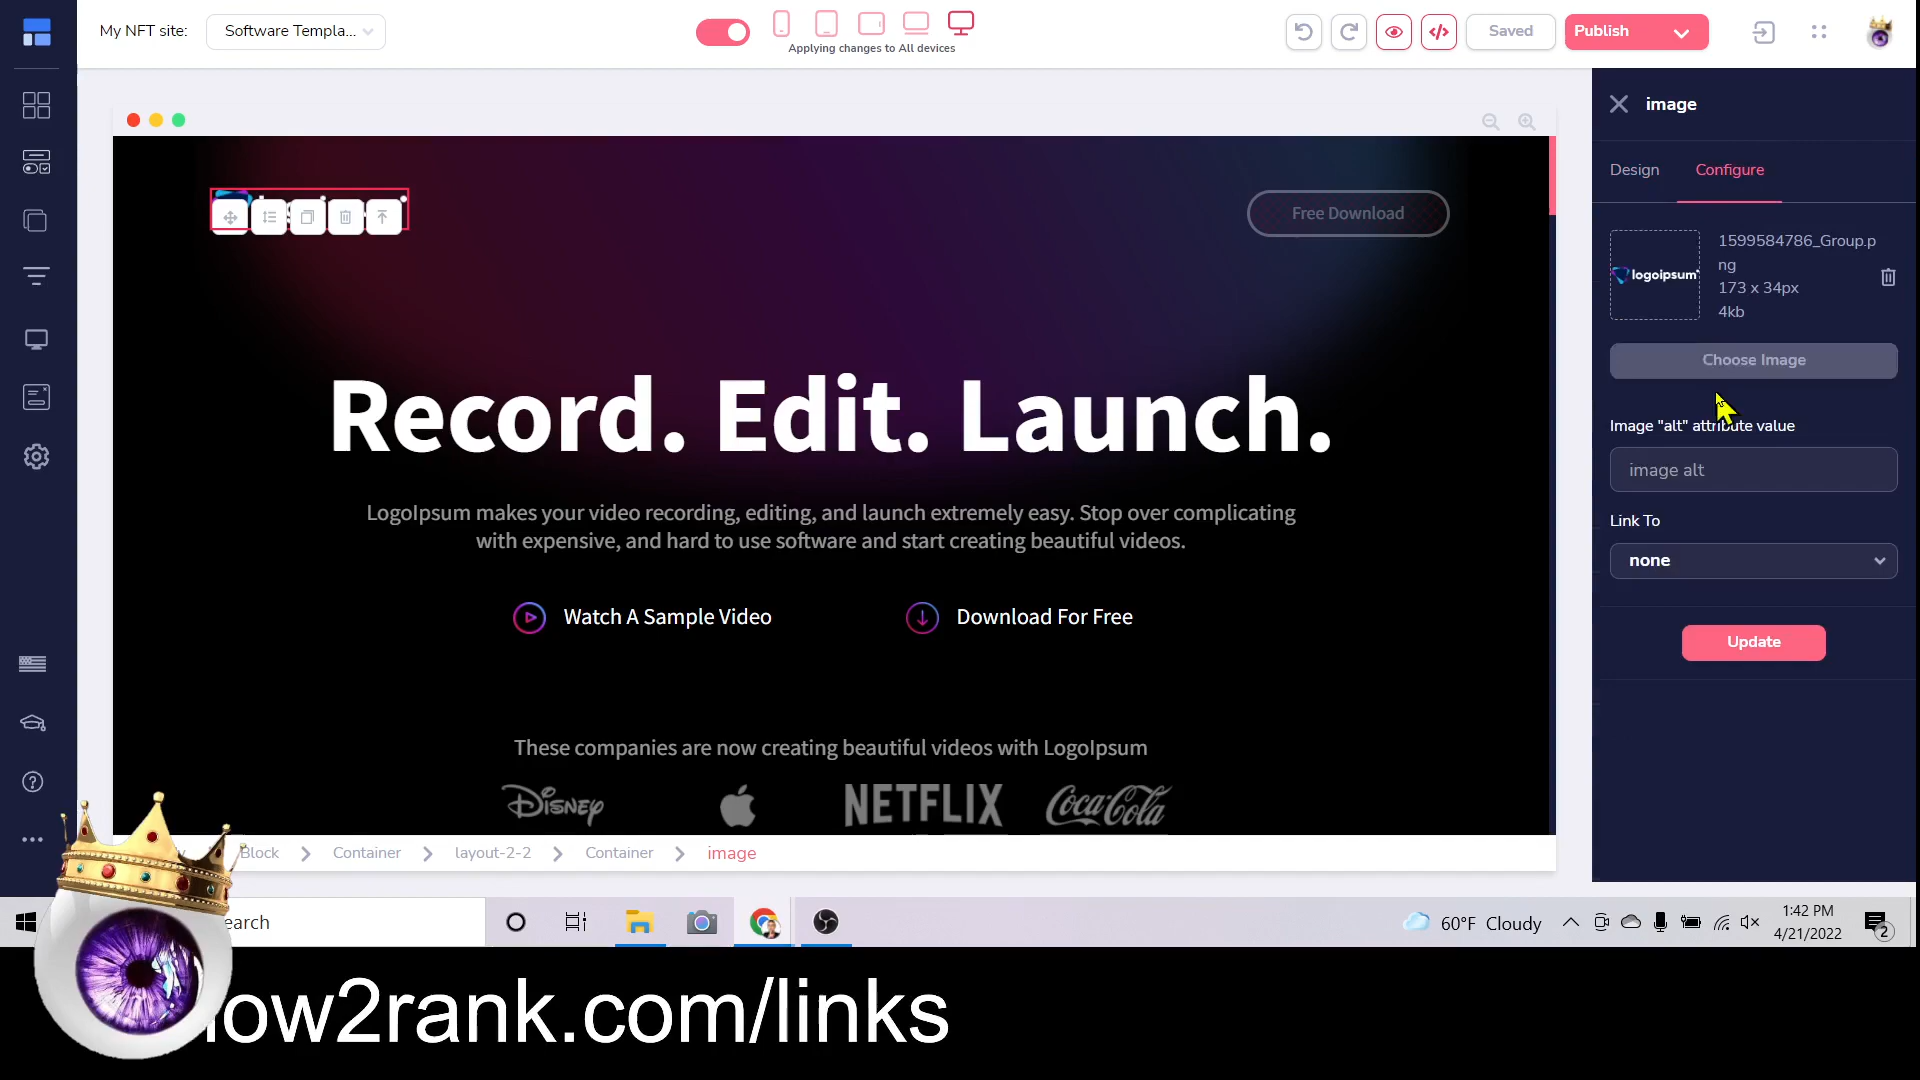 My NFT site:
Software Templa...
Applying changes to All devices
Saved
Publish
image
Design
Configure
Free Download
logoipsum
1599584786_Group.p
ng
173 x 34px
4kb
Choose Image
Image "alt" attribute value
image alt
Link To
none
Update
Record. Edit. Launch.
LogoIpsum makes your video recording, editing, and launch extremely easy. Stop over complicating
with expensive, and hard to use software and start creating beautiful videos.
Watch A Sample Video
Download For Free
These companies are now creating beautiful videos with LogoIpsum
Disney
NETFLIX
Coca-Cola
Block
Container
layout-2-2
Container
image
earch
60°F Cloudy
1:42 PM
4/21/2022
2
ow2rank.com/links